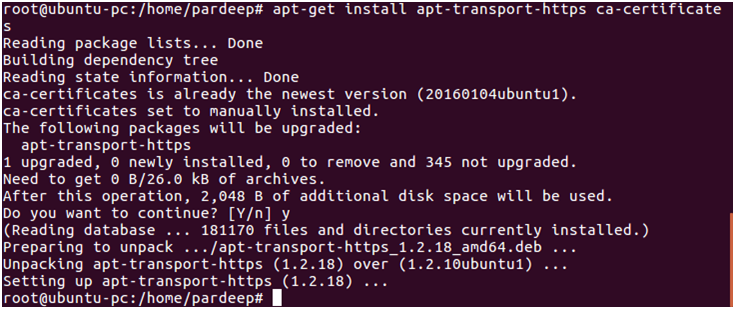 root@ubuntu-pc:/home/pardeep# apt-get install apt-transport-https ca-certificate
s
Reading package lists... Done
Building dependency tree
Reading state information... Done
ca-certificates is already the newest version (20160104ubuntu1).
ca-certificates set to manually installed.
The following packages will be upgraded:
  apt-transport-https
1 upgraded, 0 newly installed, 0 to remove and 345 not upgraded.
Need to get 0 B/26.0 kB of archives.
After this operation, 2,048 B of additional disk space will be used.
Do you want to continue? [Y/n] y
(Reading database ... 181170 files and directories currently installed.)
Preparing to unpack .../apt-transport-https_1.2.18_amd64.deb ...
Unpacking apt-transport-https (1.2.18) over (1.2.10ubuntu1) ...
Setting up apt-transport-https (1.2.18) ...
root@ubuntu-pc:/home/pardeep#